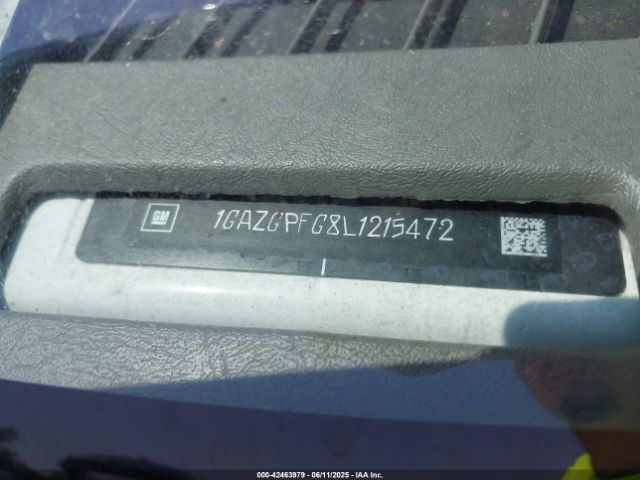 GM 1GAZGPFG8L1215472
000-42463979 - 06/11/2025 - IAA Inc.